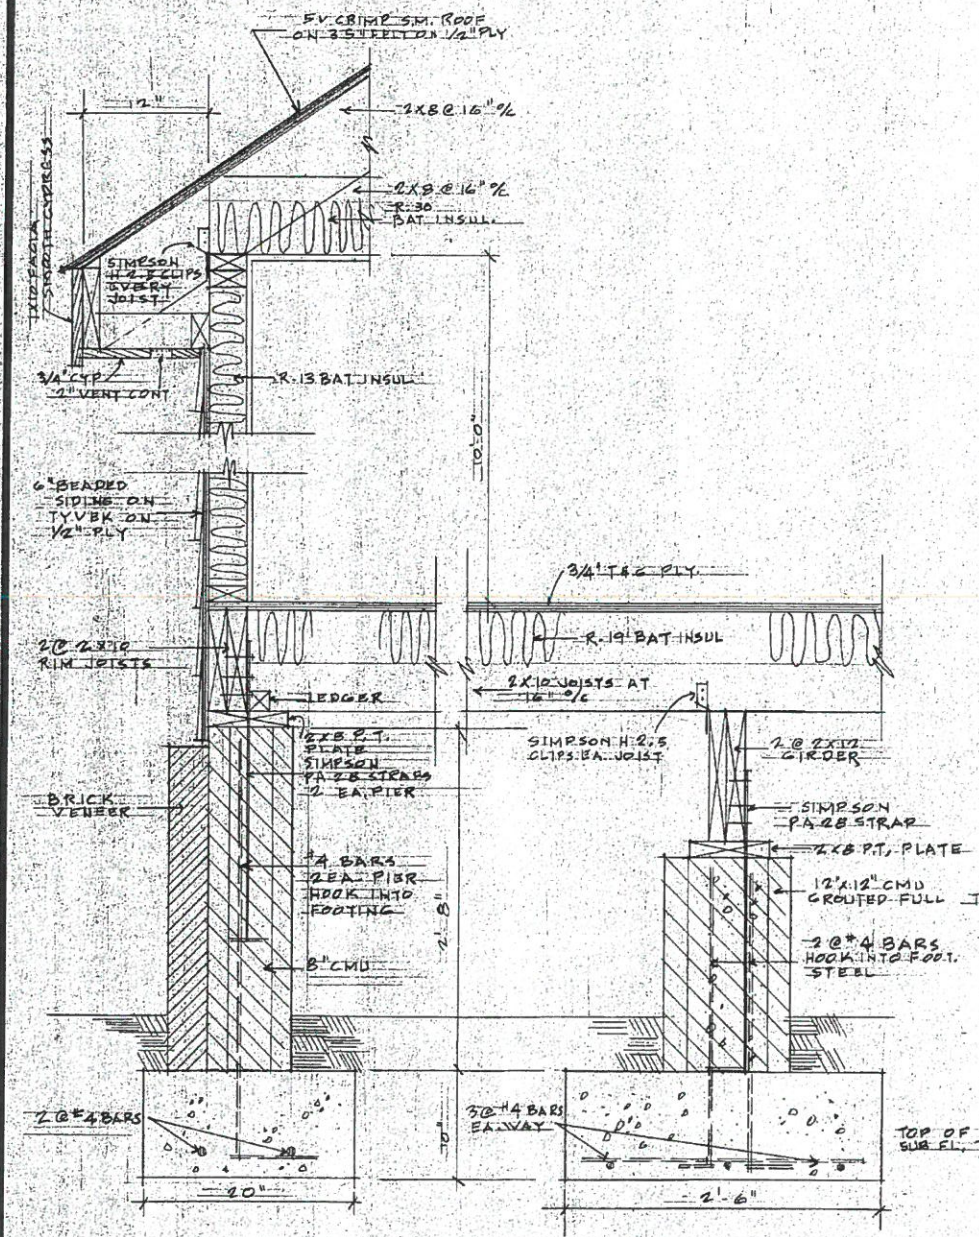 5V CRIMP S.M. ROOF
ON 35# FELT ON 1/2" PLY
12"
2X8 @ 16" o/c
2X8 @ 16" o/c
R-30
BAT INSUL.
1X10 FACIA
SMOOTH CYPRESS
SIMPSON
H 2.5 CLIPS
EVERY
JOIST
3/4" CYP
2" VENT CONT
R-13 BAT INSUL
10'-0"
6" BEADED
SIDING ON
TYVEK ON
1/2" PLY
3/4" T&G PLY.
R-19 BAT INSUL
2 @ 2X10
RIM JOISTS
LEDGER
2X10 JOISTS AT
16" o/c
2X8 P.T.
PLATE
SIMPSON
PA 28 STRAPS
2 EA. PIER
SIMPSON H 2.5
CLIPS EA. JOIST
2 @ 2X12
GIRDER
BRICK
VENEER
SIMPSON
PA 28 STRAP
2X8 P.T. PLATE
#4 BARS
2 EA. PIER
HOOK INTO
FOOTING
2'-8"
12"X12" CMU
GROUTED FULL
8" CMU
2 @ #4 BARS
HOOK INTO FOOT.
STEEL
2 @ #4 BARS
10"
3 @ #4 BARS
EA. WAY
TOP OF
SUB FL.
20"
2'-6"